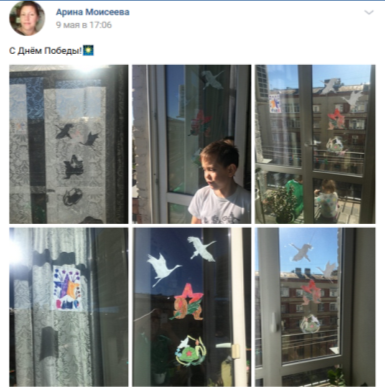 Арина Моисеева
9 мая в 17:06
С Днём Победы!